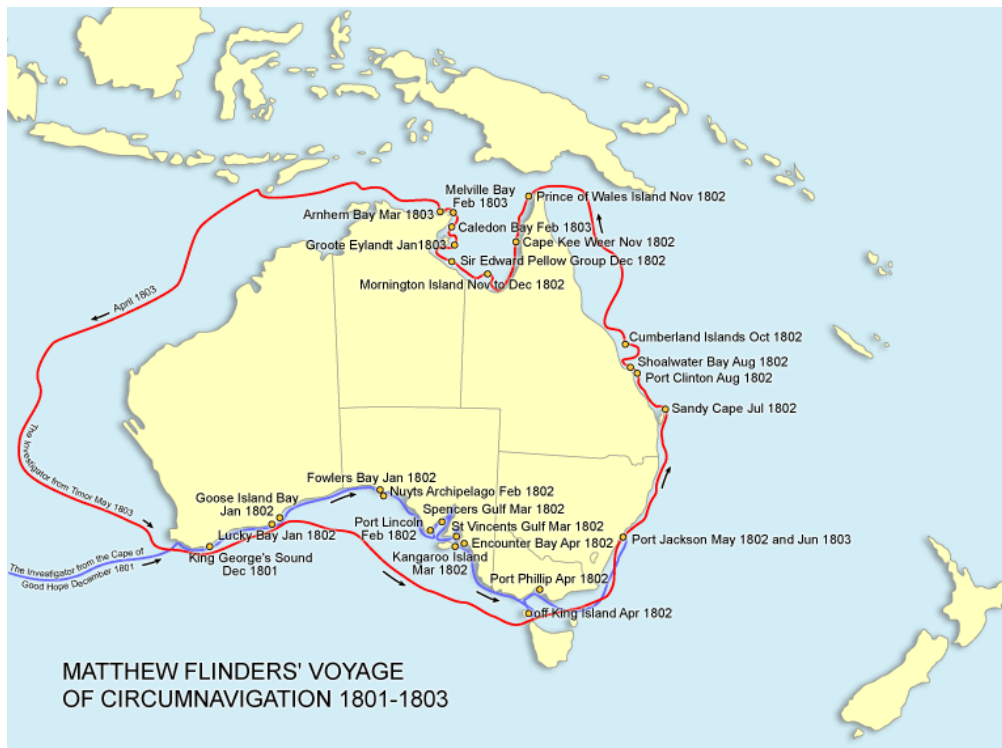 Melville Bay
Feb 1803
Prince of Wales Island Nov 1802
Arnhem Bay Mar 1803
Caledon Bay Feb 1803
Groote Eylandt Jan1803
Cape Kee Weer Nov 1802
Sir Edward Pellow Group Dec 1802
Mornington Island Nov to Dec 1802
April 1803
Cumberland Islands Oct 1802
Shoalwater Bay Aug 1802
Port Clinton Aug 1802
Sandy Cape Jul 1802
The Investigator from Timor May 1803
Fowlers Bay Jan 1802
Nuyts Archipelago Feb 1802
Goose Island Bay
Jan 1802
Spencers Gulf Mar 1802
Port Lincoln
Feb 1802
St Vincents Gulf Mar 1802
Lucky Bay Jan 1802
Encounter Bay Apr 1802
Port Jackson May 1802 and Jun 1803
King George's Sound
Dec 1801
Kangaroo Island
Mar 1802
The Investigator from the Cape of
Good Hope December 1801
Port Phillip Apr 1802
off King Island Apr 1802
MATTHEW FLINDERS' VOYAGE
OF CIRCUMNAVIGATION 1801-1803